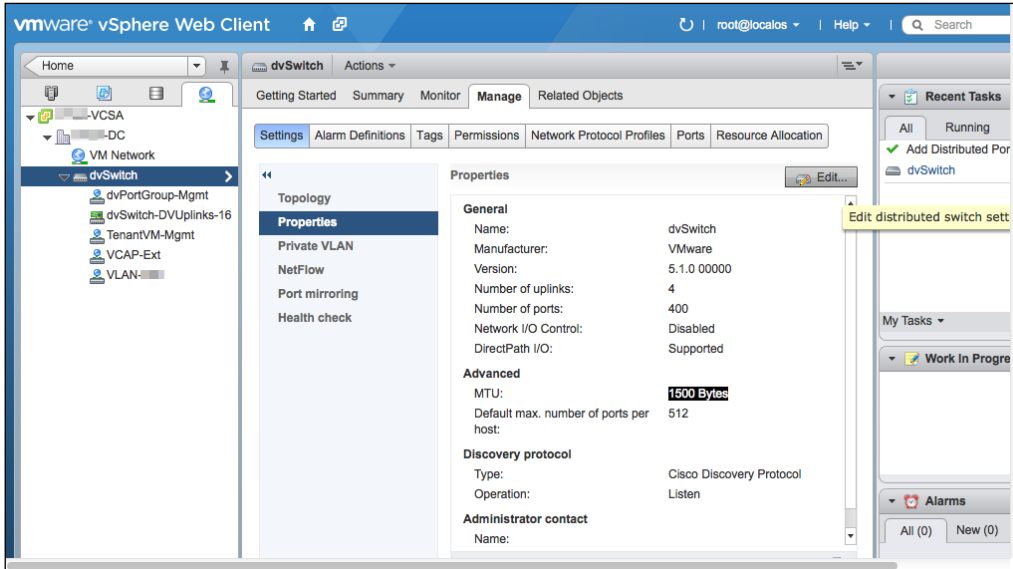 vmware® vSphere Web Client
root@localos
Help
Search
Home
-VCSA
-DC
VM Network
dvSwitch
dvPortGroup-Mgmt
dvSwitch-DVUplinks-16
TenantVM-Mgmt
VCAP-Ext
VLAN-
dvSwitch Actions
Getting Started Summary Monitor Manage Related Objects
Settings Alarm Definitions Tags Permissions Network Protocol Profiles Ports Resource Allocation
Topology
Properties
Private VLAN
NetFlow
Port mirroring
Health check
Properties
Edit...
Edit distributed switch sett
General
Name: dvSwitch
Manufacturer: VMware
Version: 5.1.0 00000
Number of uplinks: 4
Number of ports: 400
Network I/O Control: Disabled
DirectPath I/O: Supported
Advanced
MTU: 1500 Bytes
Default max. number of ports per 512
host:
Discovery protocol
Type: Cisco Discovery Protocol
Operation: Listen
Administrator contact
Name:
Recent Tasks
All Running
Add Distributed Por
dvSwitch
My Tasks
Work In Progre
Alarms
All (0) New (0)